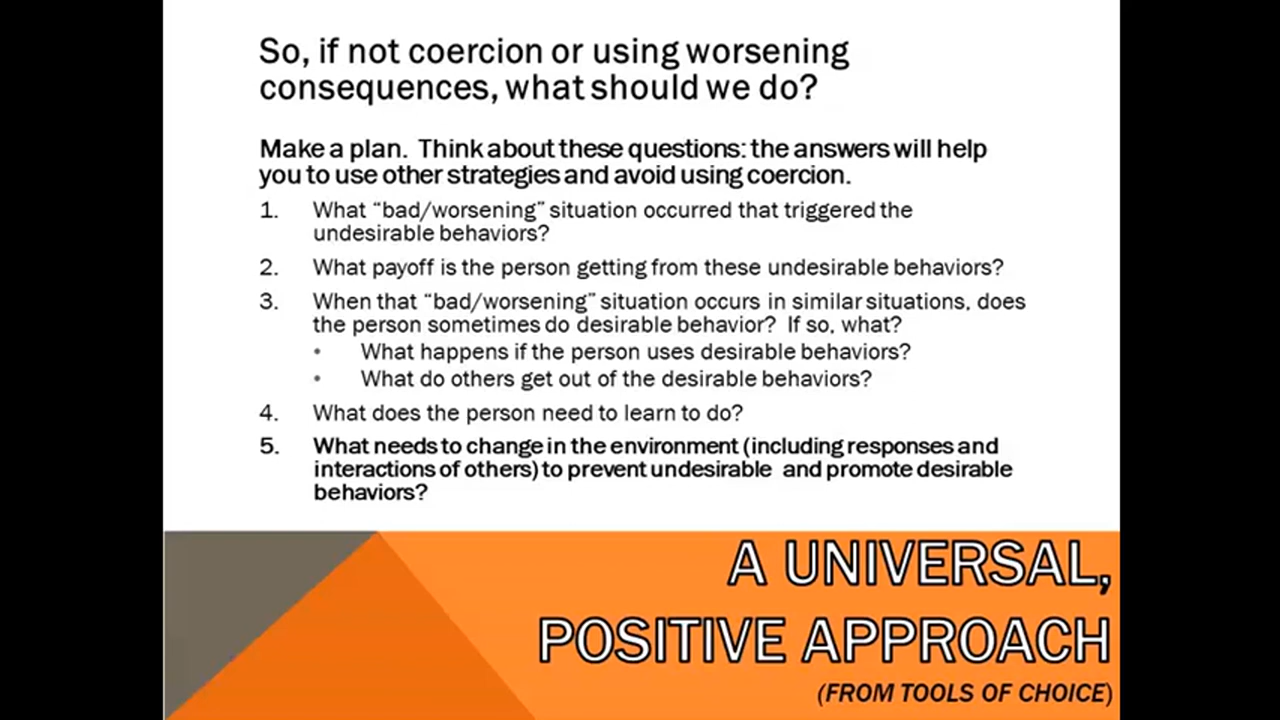 So, if not coercion or using worsening
consequences, what should we do?
Make a plan. Think about these questions: the answers will help
you to use other strategies and avoid using coercion.
1. What “bad/worsening” situation occurred that triggered the
undesirable behaviors?
2. What payoff is the person getting from these undesirable behaviors?
3. When that “bad/worsening” situation occurs in similar situations, does
the person sometimes do desirable behavior? If so, what?
• What happens if the person uses desirable behaviors?
• What do others get out of the desirable behaviors?
4. What does the person need to learn to do?
5. What needs to change in the environment (including responses and
interactions of others) to prevent undesirable and promote desirable
behaviors?
A UNIVERSAL,
POSITIVE APPROACH
(FROM TOOLS OF CHOICE)